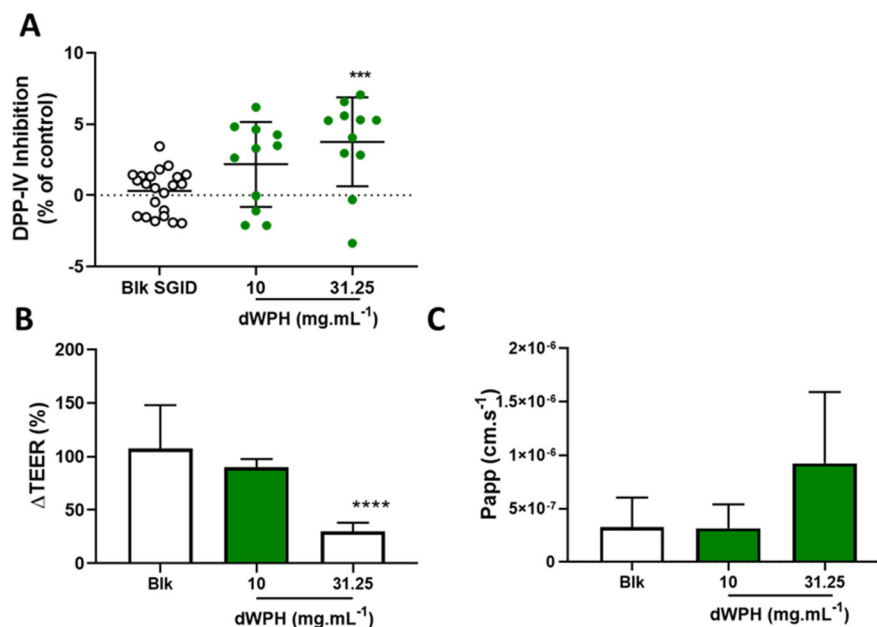 A
DPP-IV Inhibition
(% of control)
10
5
0
-5
***
Blk SGID
10
31.25
dWPH (mg.mL⁻¹)
B
ΔTEER (%)
200
150
100
50
0
****
Blk
10
31.25
dWPH (mg.mL⁻¹)
C
Papp (cm.s⁻¹)
2×10⁻⁶
1.5×10⁻⁶
1×10⁻⁶
5×10⁻⁷
0
Blk
10
31.25
dWPH (mg.mL⁻¹)